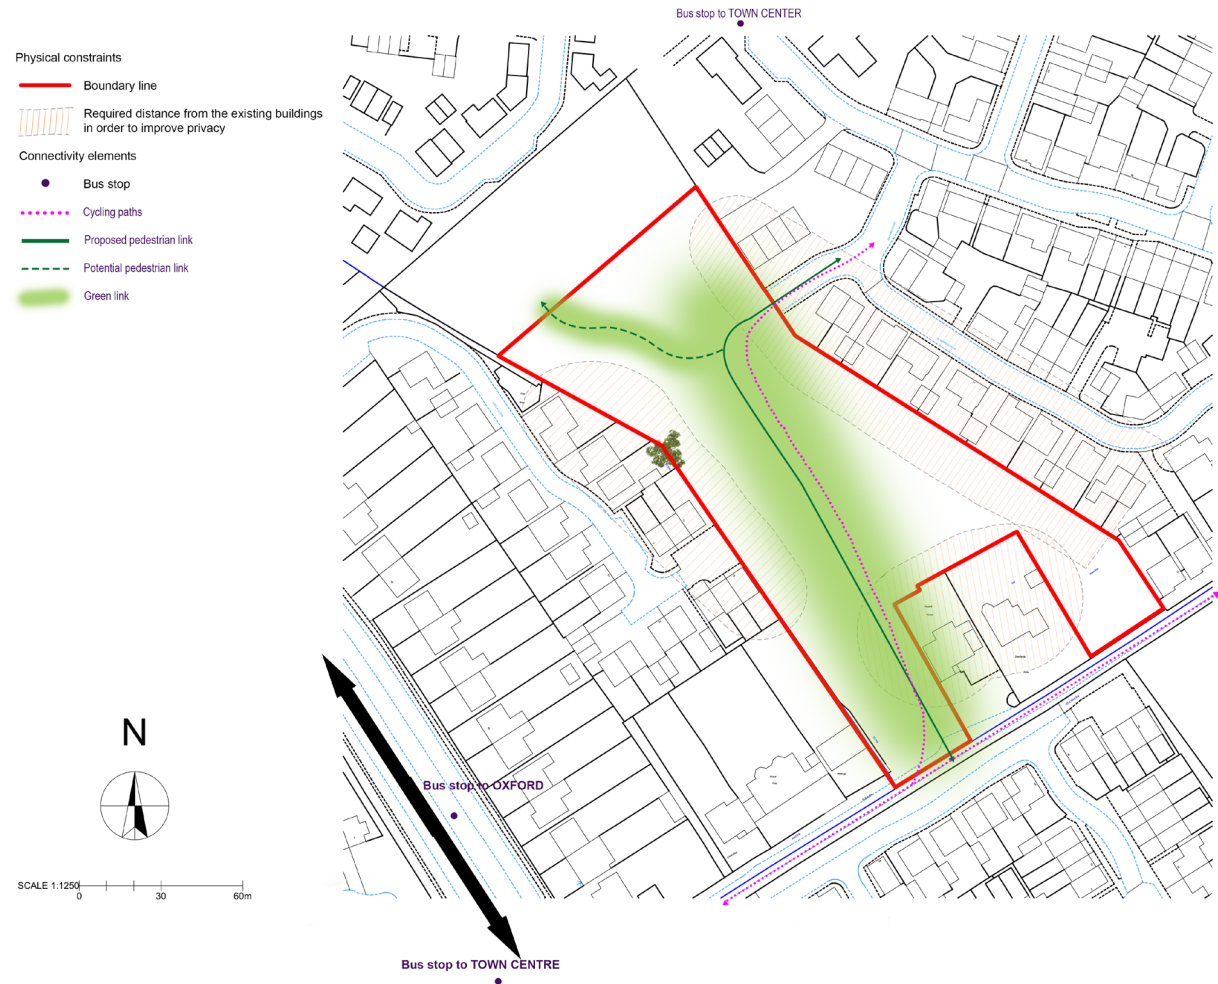 Bus stop to TOWN CENTER
Physical constraints
Boundary line
Required distance from the existing buildings
in order to improve privacy
Connectivity elements
Bus stop
Cycling paths
Proposed pedestrian link
Potential pedestrian link
Green link
N
SCALE 1:1250
0 30 60m
Bus stop to OXFORD
Bus stop to TOWN CENTRE